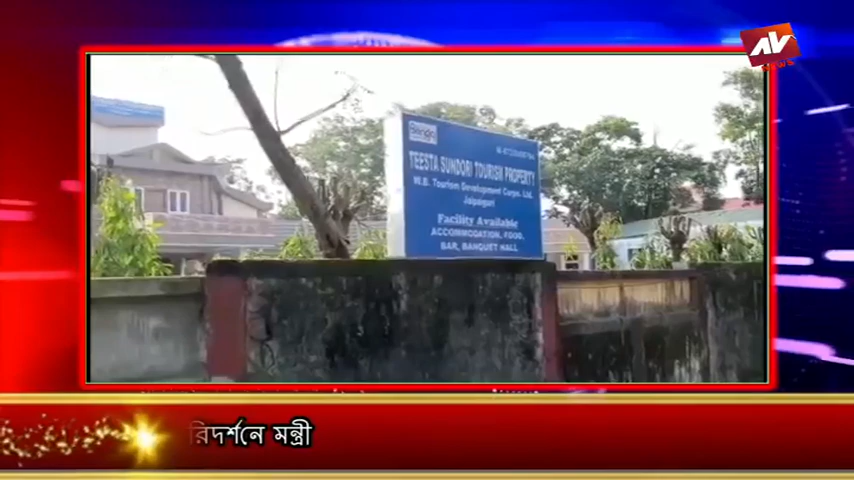 AV
NEWS
TEESTA SUNDORI TOURISM PROPERTY
W.B. Tourism Development Corpn. Ltd.
Jalpaiguri
Facility Available
ACCOMMODATION, FOOD,
BAR, BANQUET HALL
রিদর্শনে মন্ত্রী